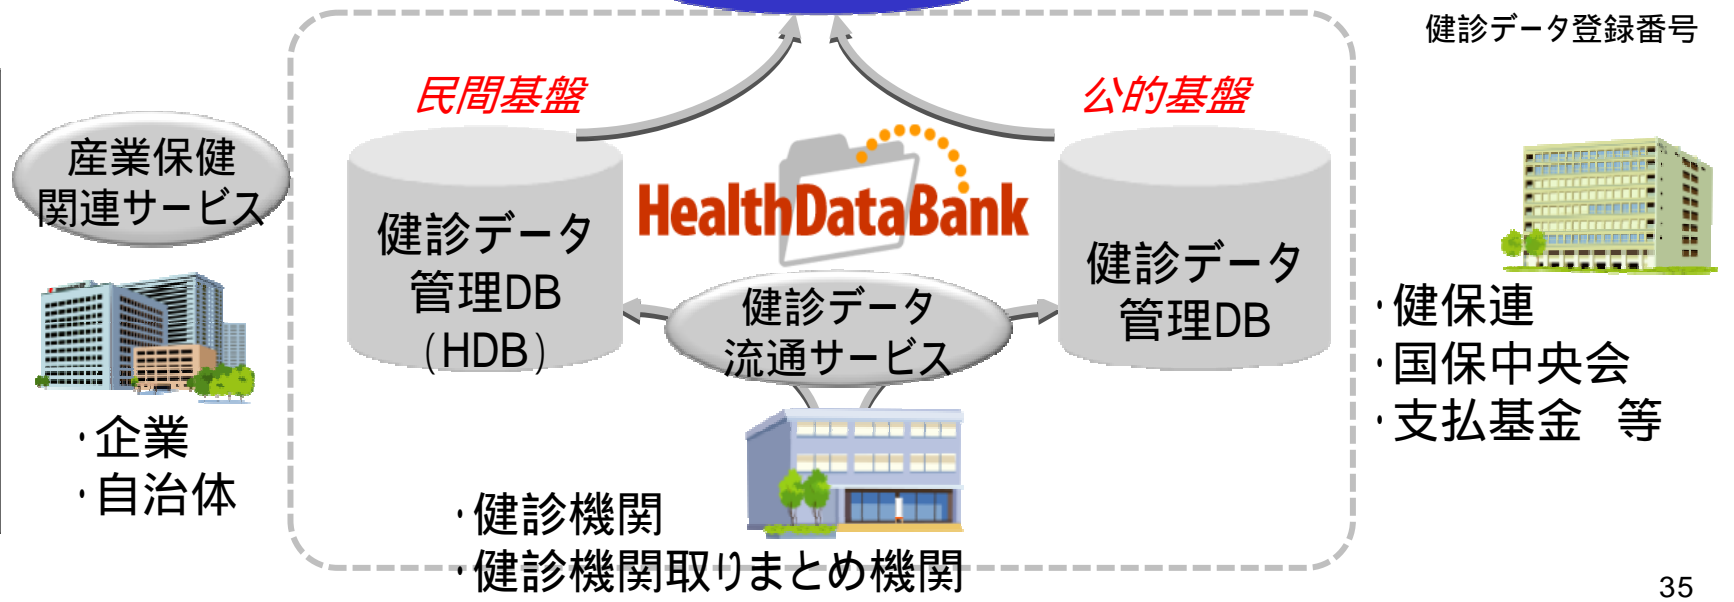 健診データ登録番号
民間基盤
公的基盤
産業保健
関連サービス
健診データ
管理DB
（HDB）
HealthDataBank
健診データ
管理DB
健診データ
流通サービス
・企業
・自治体
・健保連
・国保中央会
・支払基金　等
・健診機関
・健診機関取りまとめ機関
35